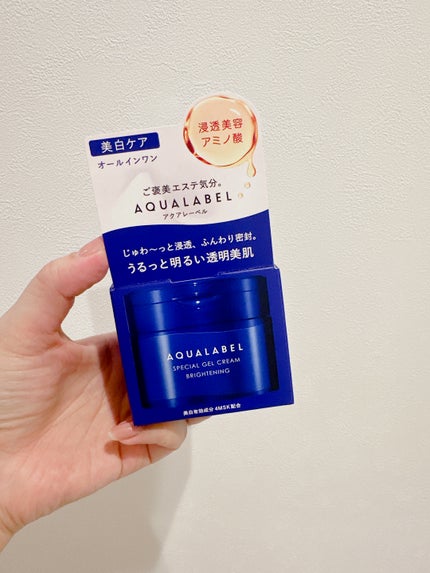 浸透美容
アミノ酸
美白ケア
オールインワン
ご褒美エステ気分。
AQUALABEL
アクアレーベル
じゅわ～っと浸透、ふんわり密封。
うるっと明るい透明美肌
AQUALABEL
SPECIAL GEL CREAM
BRIGHTENING
美白有効成分4MSK配合